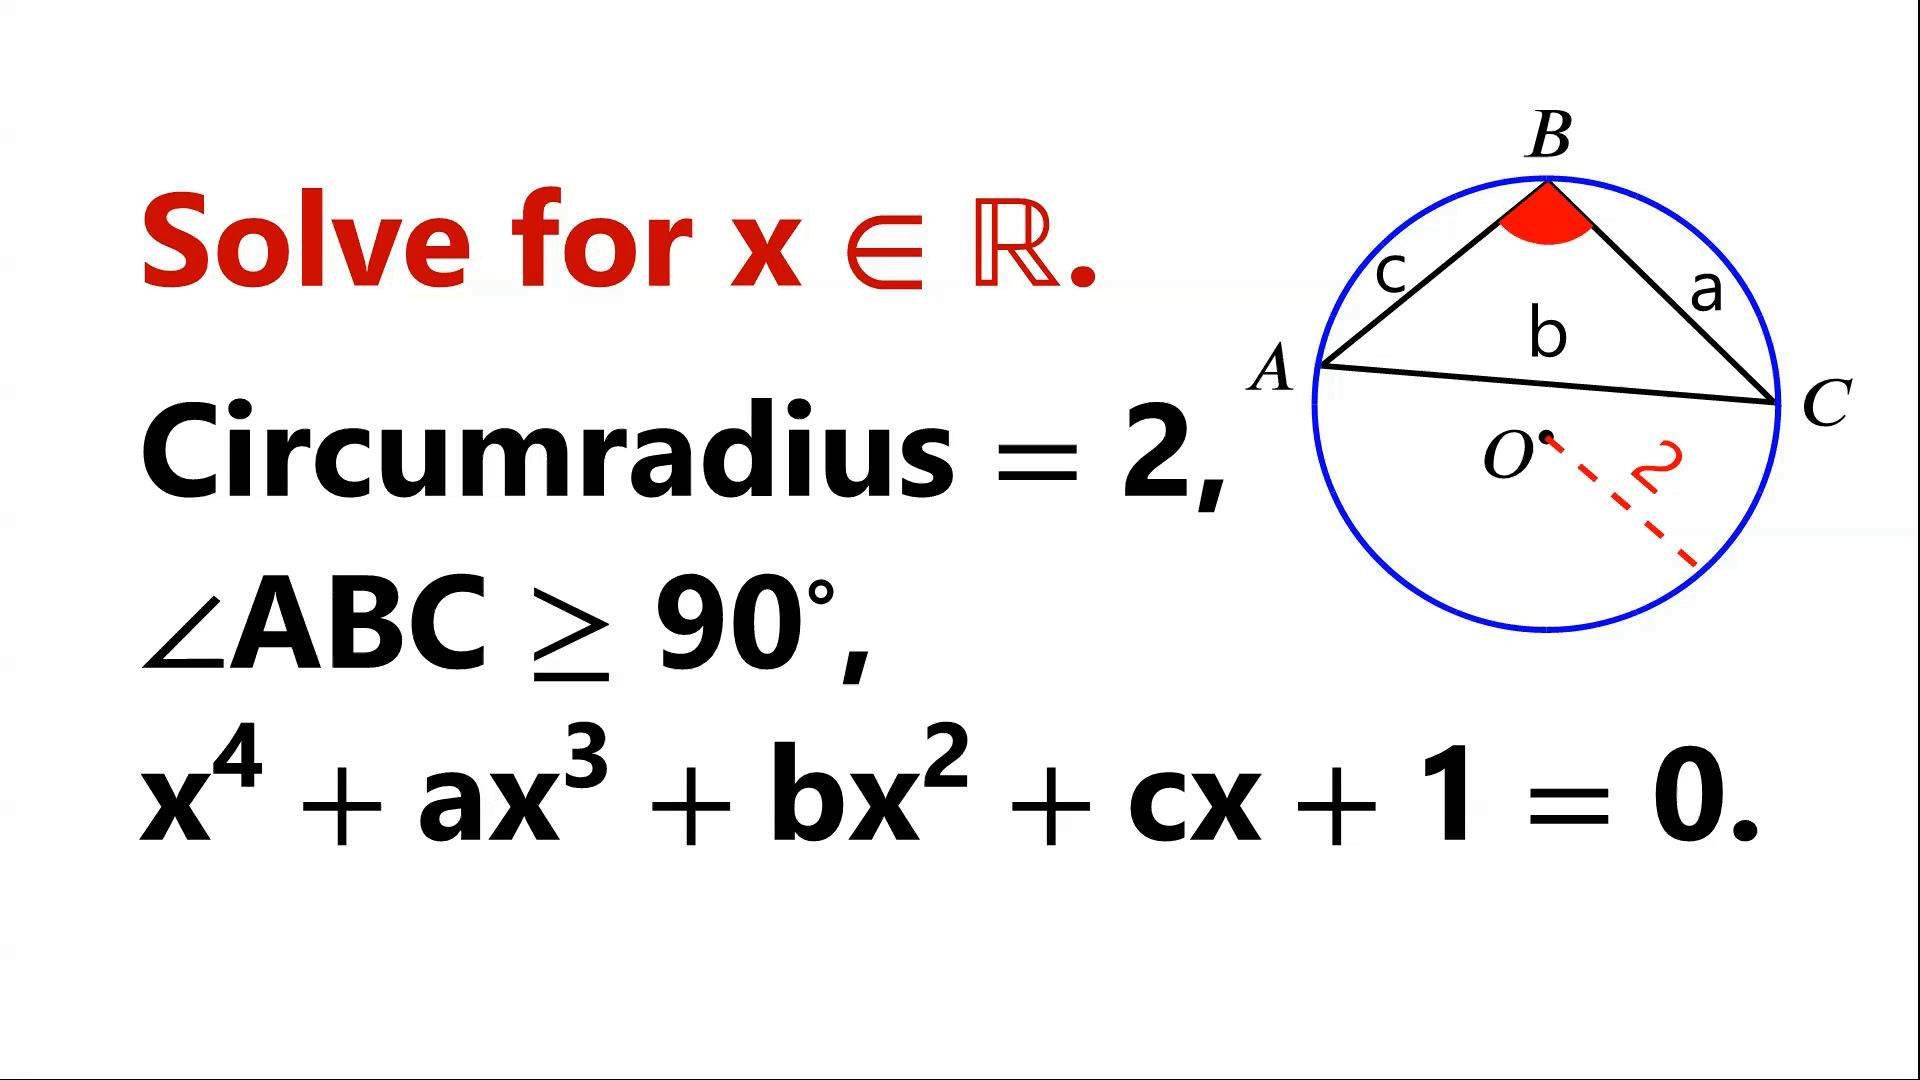 Solve for x ∈ ℝ.
Circumradius = 2,
∠ABC ≥ 90°,
x⁴ + ax³ + bx² + cx + 1 = 0.
B
c
a
b
A
C
O
2